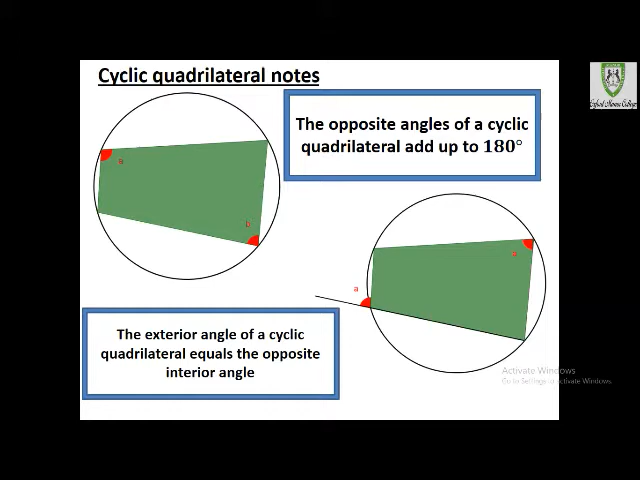 Cyclic quadrilateral notes
The opposite angles of a cyclic
quadrilateral add up to 180°
a
b
a
a
The exterior angle of a cyclic
quadrilateral equals the opposite
interior angle
Activate Windows
Go to Settings to activate Windows.